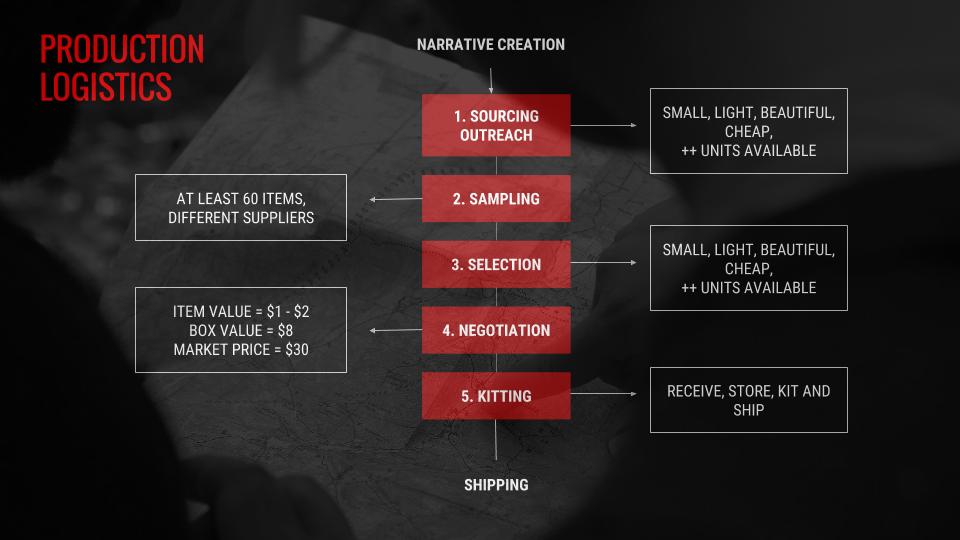 PRODUCTION
LOGISTICS
NARRATIVE CREATION
1. SOURCING
OUTREACH
SMALL, LIGHT, BEAUTIFUL,
CHEAP,
++ UNITS AVAILABLE
2. SAMPLING
AT LEAST 60 ITEMS,
DIFFERENT SUPPLIERS
3. SELECTION
SMALL, LIGHT, BEAUTIFUL,
CHEAP,
++ UNITS AVAILABLE
4. NEGOTIATION
ITEM VALUE = $1 - $2
BOX VALUE = $8
MARKET PRICE = $30
5. KITTING
RECEIVE, STORE, KIT AND
SHIP
SHIPPING